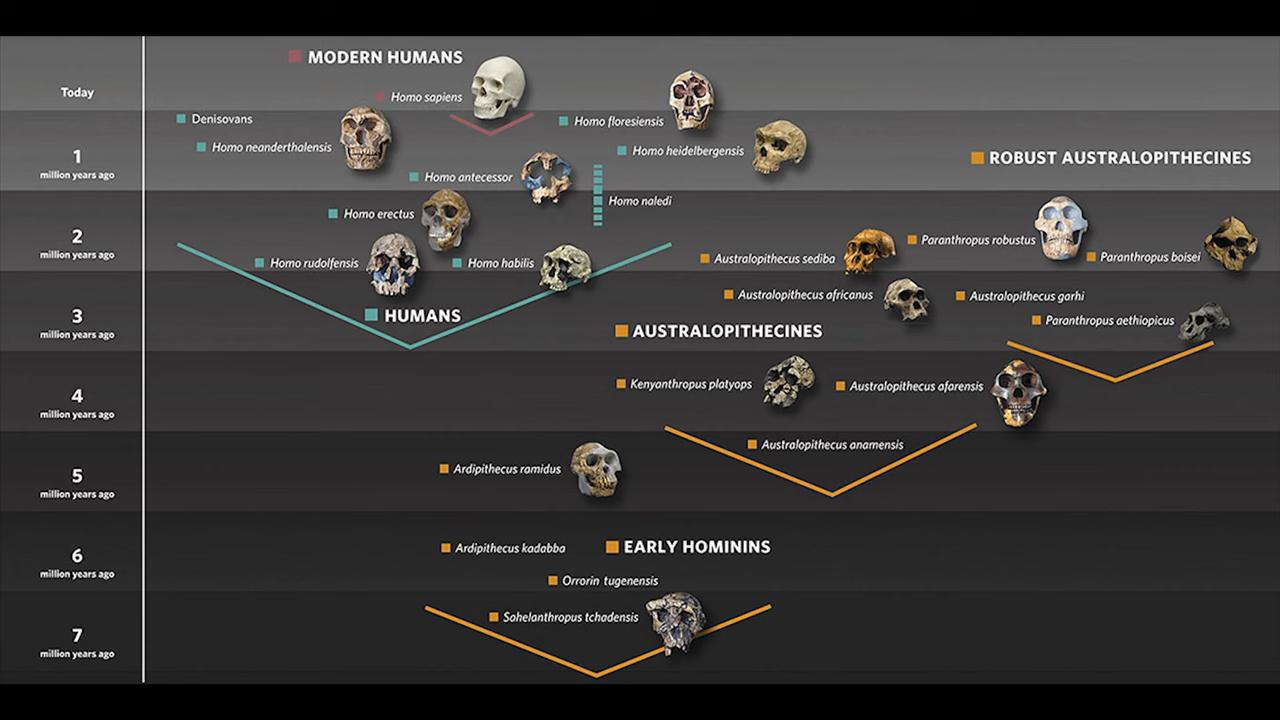 MODERN HUMANS
Today
Homo sapiens
Denisovans
Homo floresiensis
Homo neanderthalensis
Homo heidelbergensis
1
million years ago
ROBUST AUSTRALOPITHECINES
Homo antecessor
Homo naledi
Homo erectus
2
million years ago
Paranthropus robustus
Paranthropus boisei
Australopithecus sediba
Homo rudolfensis
Homo habilis
Australopithecus africanus
Australopithecus garhi
3
million years ago
HUMANS
Paranthropus aethiopicus
AUSTRALOPITHECINES
Kenyanthropus platyops
Australopithecus afarensis
4
million years ago
Australopithecus anamensis
Ardipithecus ramidus
5
million years ago
Ardipithecus kadabba
EARLY HOMININS
6
million years ago
Orrorin tugenensis
Sahelanthropus tchadensis
7
million years ago